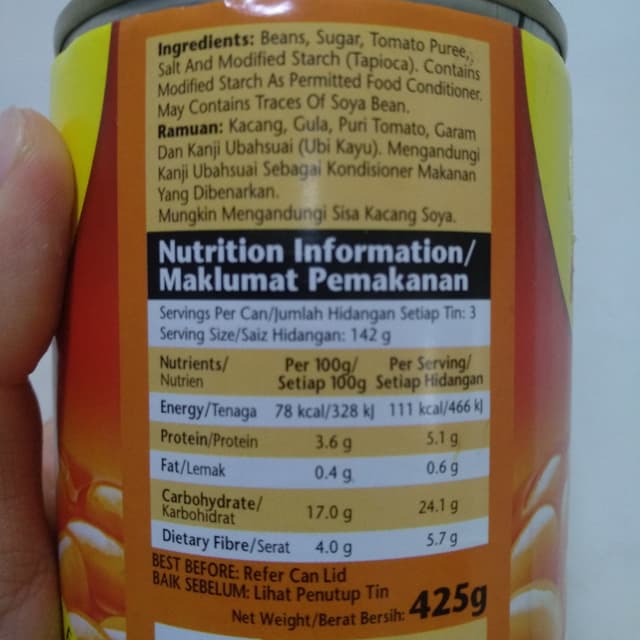 Ingredients: Beans, Sugar, Tomato Puree,
Salt And Modified Starch (Tapioca). Contains
Modified Starch As Permitted Food Conditioner.
May Contains Traces Of Soya Bean.
Ramuan: Kacang, Gula, Puri Tomato, Garam
Dan Kanji Ubahsuai (Ubi Kayu). Mengandungi
Kanji Ubahsuai Sebagai Kondisioner Makanan
Yang Dibenarkan.
Mungkin Mengandungi Sisa Kacang Soya.
Nutrition Information/
Maklumat Pemakanan
Servings Per Can/Jumlah Hidangan Setiap Tin: 3
Serving Size/Saiz Hidangan: 142 g
Nutrients/ Per 100g/ Per Serving/
Nutrien Setiap 100g Setiap Hidangan
Energy/Tenaga 78 kcal/328 kJ 111 kcal/466 kJ
Protein/Protein 3.6 g 5.1 g
Fat/Lemak 0.4 g 0.6 g
Carbohydrate/
Karbohidrat 17.0 g 24.1 g
Dietary Fibre/Serat 4.0 g 5.7 g
BEST BEFORE: Refer Can Lid
BAIK SEBELUM: Lihat Penutup Tin
Net Weight/Berat Bersih: 425g